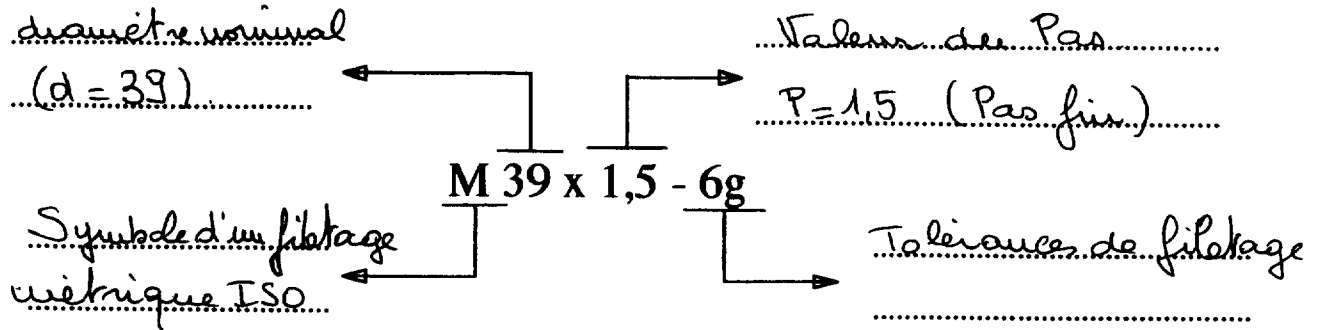 diamètre nominal
(d = 39)
Valeur du Pas
P=1,5 (Pas fin)
M 39 x 1,5 - 6g
Symbole d'un filetage
métrique ISO
Tolérances de filetage